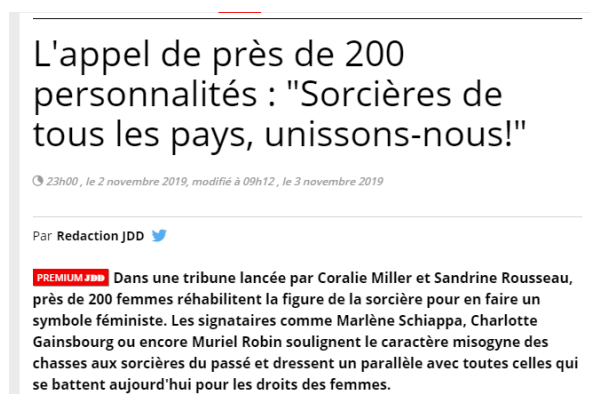 L'appel de près de 200
personnalités : "Sorcières de
tous les pays, unissons-nous!"
23h00 , le 2 novembre 2019, modifié à 09h12 , le 3 novembre 2019
Par Redaction JDD
PREMIUM JDD Dans une tribune lancée par Coralie Miller et Sandrine Rousseau,
près de 200 femmes réhabilitent la figure de la sorcière pour en faire un
symbole féministe. Les signataires comme Marlène Schiappa, Charlotte
Gainsbourg ou encore Muriel Robin soulignent le caractère misogyne des
chasses aux sorcières du passé et dressent un parallèle avec toutes celles qui
se battent aujourd'hui pour les droits des femmes.